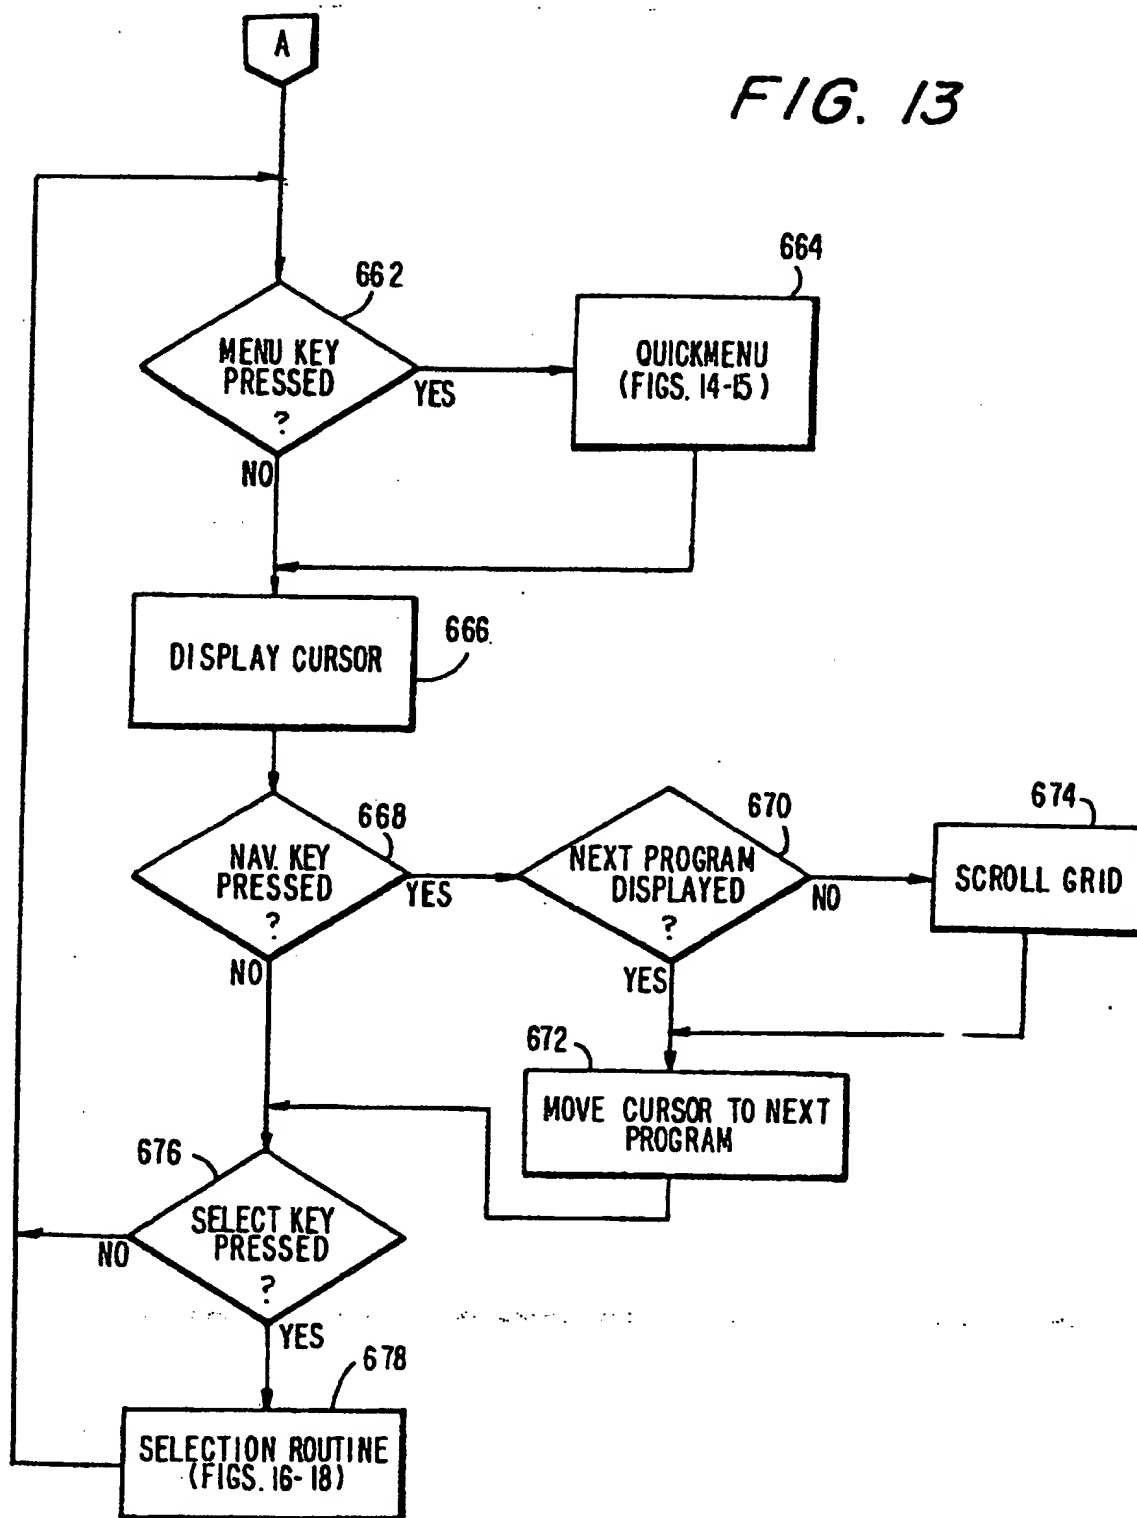 A
FIG. 13
662
664
MENU KEY
PRESSED
?
YES
NO
QUICKMENU
(FIGS. 14-15)
DISPLAY CURSOR
666
668
NAV. KEY
PRESSED
?
YES
NO
670
NEXT PROGRAM
DISPLAYED
?
NO
YES
674
SCROLL GRID
672
MOVE CURSOR TO NEXT
PROGRAM
676
SELECT KEY
PRESSED
?
NO
YES
678
SELECTION ROUTINE
(FIGS. 16-18)